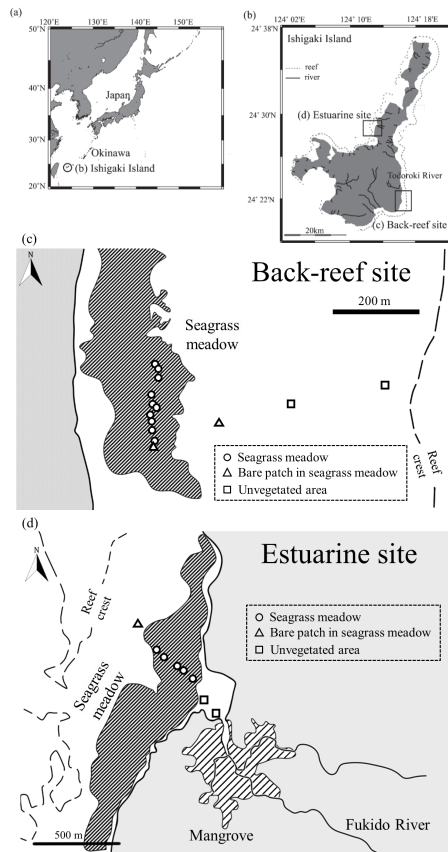 (a)
120˚E 130˚E 140˚E 150˚E
50˚N
40˚N
30˚N
20˚N
Japan
Okinawa
(b) Ishigaki Island
(b)
124˚ 02'E 124˚ 10'E 124˚ 18'E
24˚ 38'N
24˚ 30'N
24˚ 22'N
Ishigaki Island
reef
river
(d) Estuarine site
Todoroki River
(c) Back-reef site
20km
(c)
N
Back-reef site
200 m
Seagrass
meadow
Seagrass meadow
Bare patch in seagrass meadow
Unvegetated area
Reef
crest
(d)
N
Estuarine site
Reef
crest
Seagrass meadow
Bare patch in seagrass meadow
Unvegetated area
Seagrass
meadow
500 m
Mangrove
Fukido River